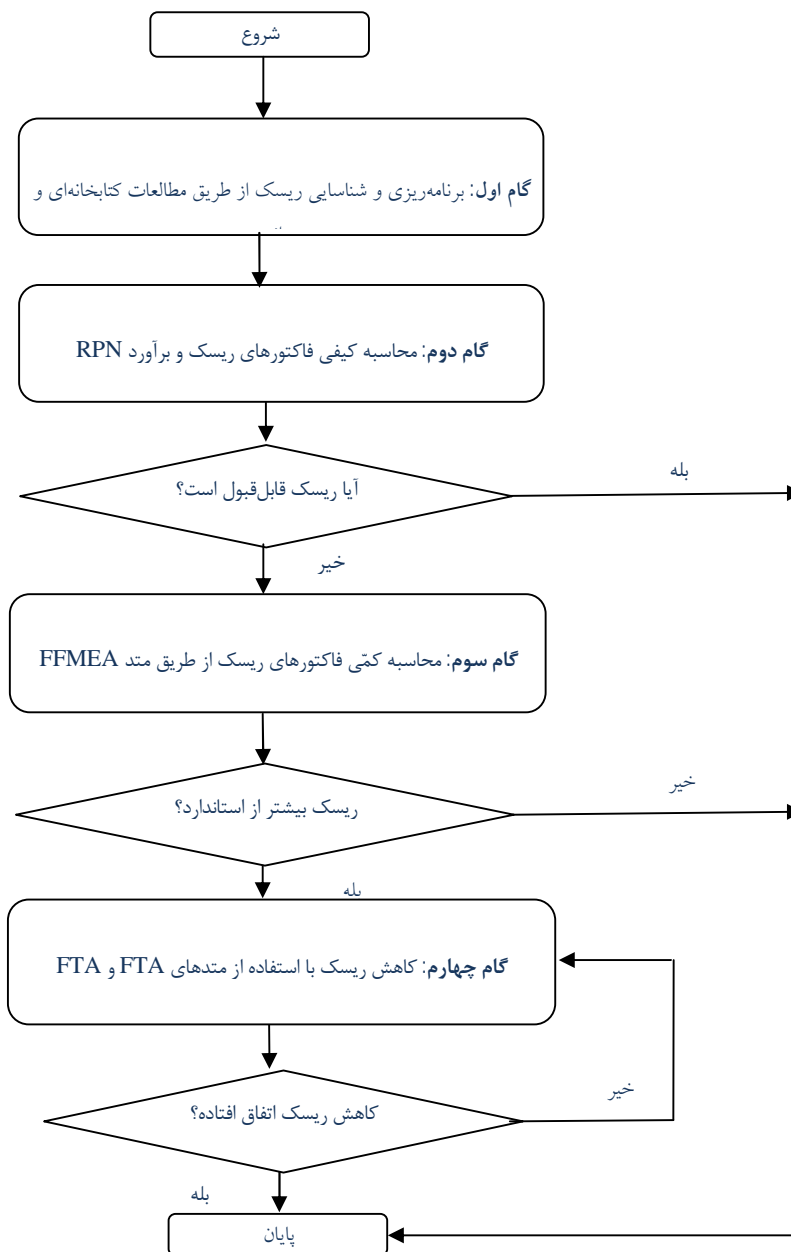 شروع
گام اول: برنامه‌ریزی و شناسایی ریسک از طریق مطالعات کتابخانه‌ای و
گام دوم: محاسبه کیفی فاکتورهای ریسک و برآورد RPN
آیا ریسک قابل‌قبول است؟
بله
خیر
گام سوم: محاسبه کمّی فاکتورهای ریسک از طریق متد FFMEA
ریسک بیشتر از استاندارد؟
خیر
بله
گام چهارم: کاهش ریسک با استفاده از متدهای FTA و FTA
کاهش ریسک اتفاق افتاده؟
خیر
بله
پایان